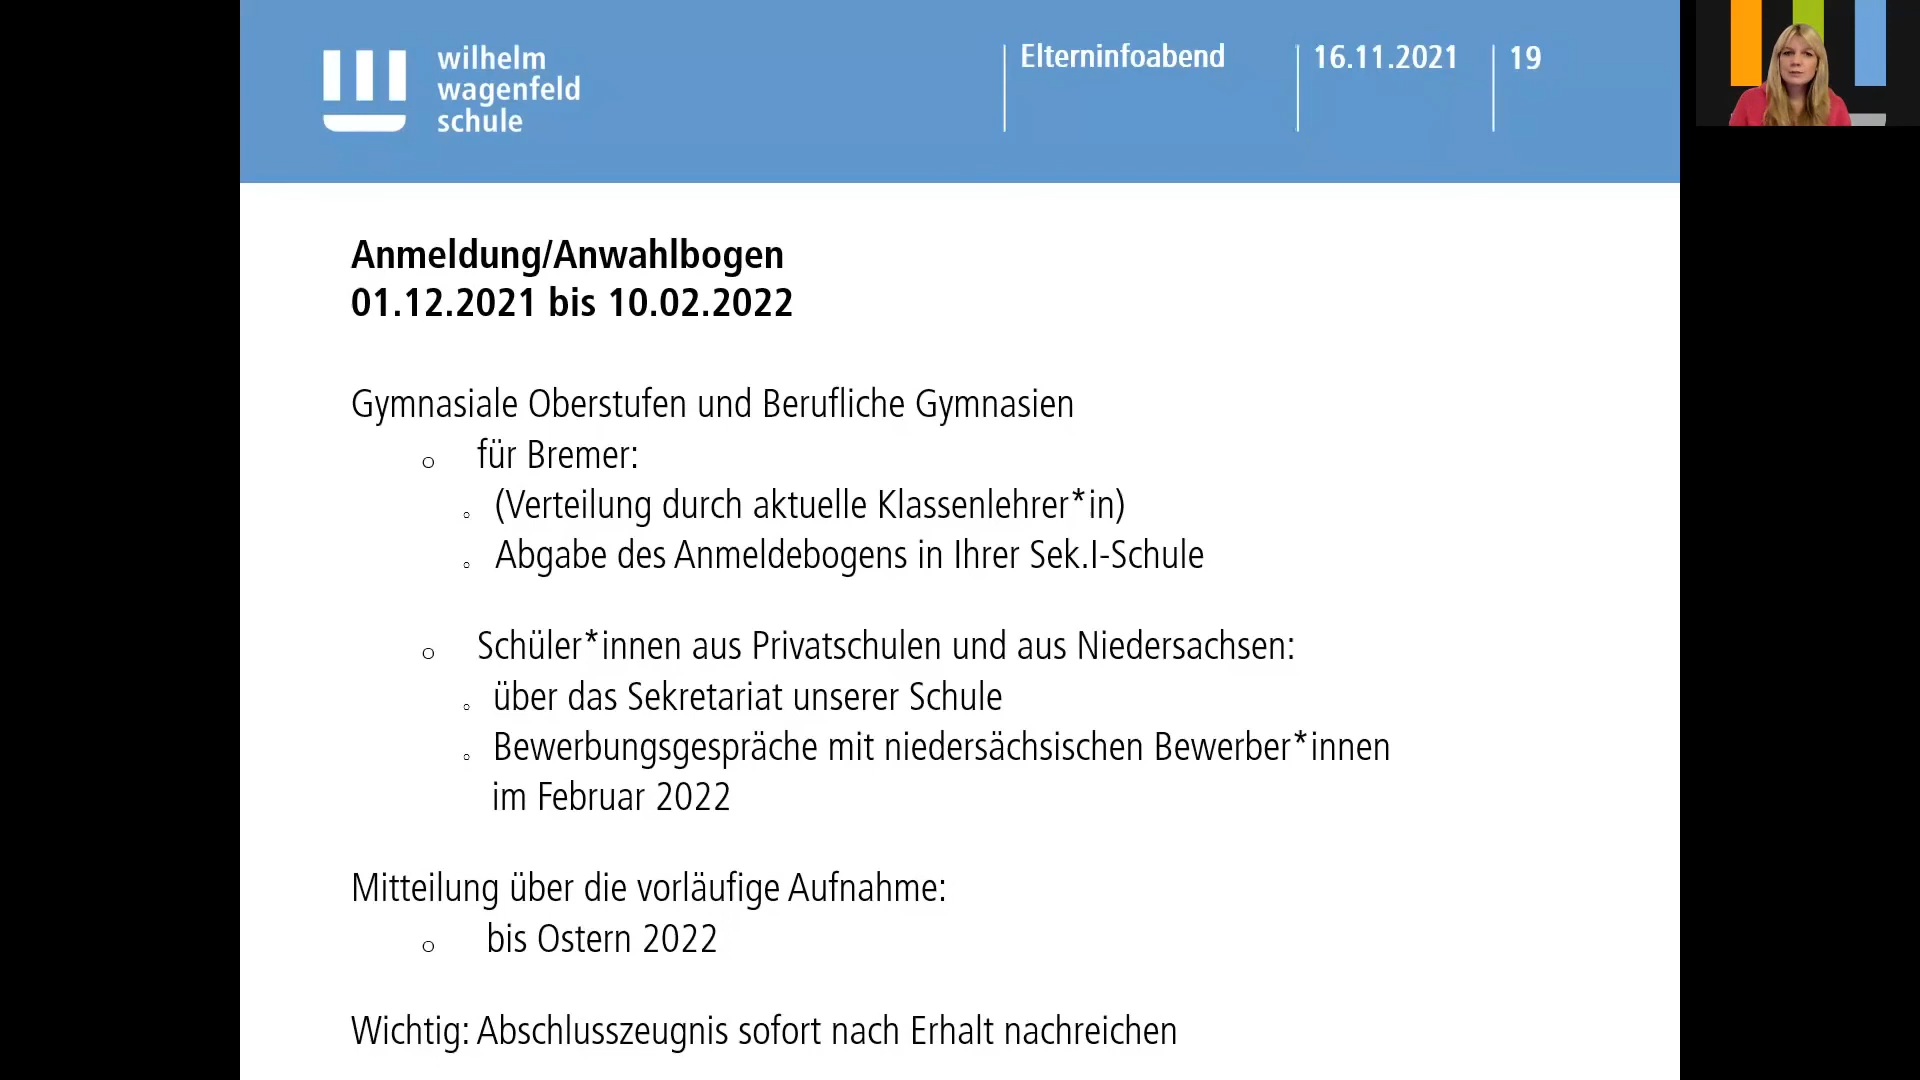 wilhelm
wagenfeld
schule
Elterninfoabend
16.11.2021
19
Anmeldung/Anwahlbogen
01.12.2021 bis 10.02.2022
Gymnasiale Oberstufen und Berufliche Gymnasien
für Bremer:
(Verteilung durch aktuelle Klassenlehrer*in)
Abgabe des Anmeldebogens in Ihrer Sek.I-Schule
Schüler*innen aus Privatschulen und aus Niedersachsen:
über das Sekretariat unserer Schule
Bewerbungsgespräche mit niedersächsischen Bewerber*innen
im Februar 2022
Mitteilung über die vorläufige Aufnahme:
bis Ostern 2022
Wichtig: Abschlusszeugnis sofort nach Erhalt nachreichen